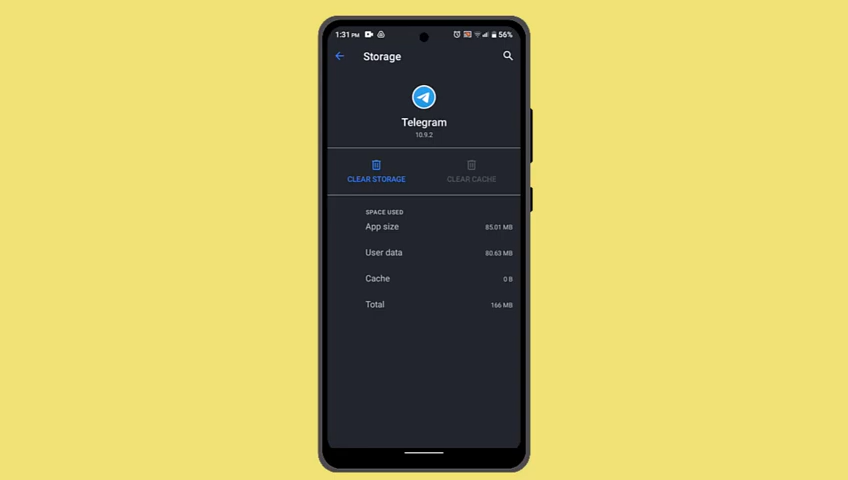 1:31 PM 56%
Storage
Telegram
10.9.2
CLEAR STORAGE CLEAR CACHE
SPACE USED
App size 85.01 MB
User data 80.63 MB
Cache 0 B
Total 166 MB